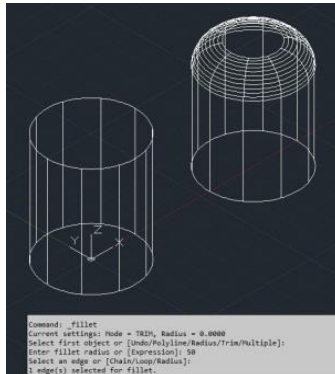 Z
Y X
Command: _fillet
Current settings: Mode = TRIM, Radius = 0.0000
Select first object or [Undo/Polyline/Radius/Trim/Multiple]:
Enter fillet radius or [Expression]: 50
Select an edge or [Chain/Loop/Radius]:
1 edge(s) selected for fillet.